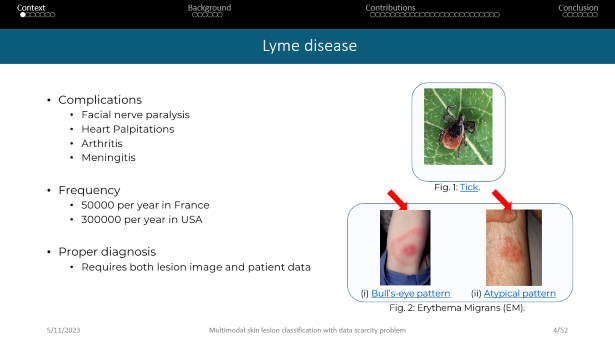 Context
Background
Contributions
Conclusion
Lyme disease
• Complications
• Facial nerve paralysis
• Heart Palpitations
• Arthritis
• Meningitis
• Frequency
• 50000 per year in France
• 300000 per year in USA
• Proper diagnosis
• Requires both lesion image and patient data
Fig. 1: Tick.
(i) Bull's-eye pattern
(ii) Atypical pattern
Fig. 2: Erythema Migrans (EM).
5/11/2023
Multimodal skin lesion classification with data scarcity problem
4/52